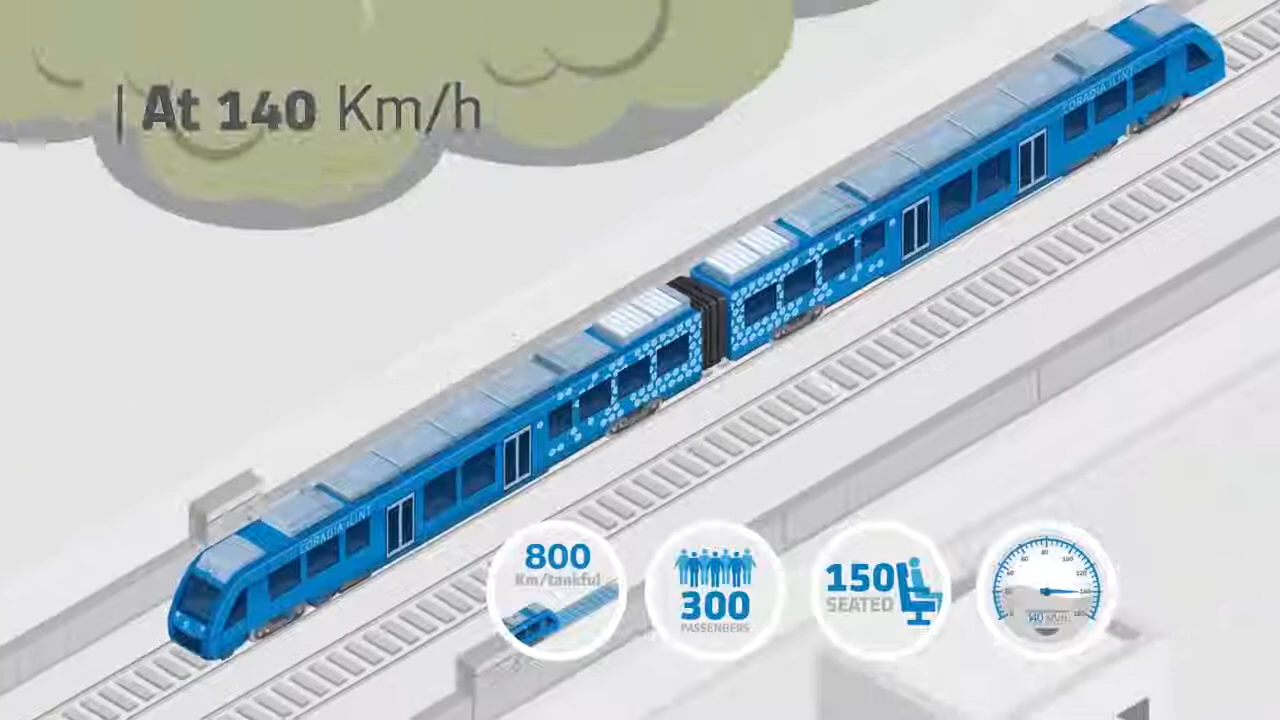 At 140 Km/h
CORADIA iLINT
CORADIA iLINT
800
Km/tankful
300
PASSENGERS
150
SEATED
140 Km/h